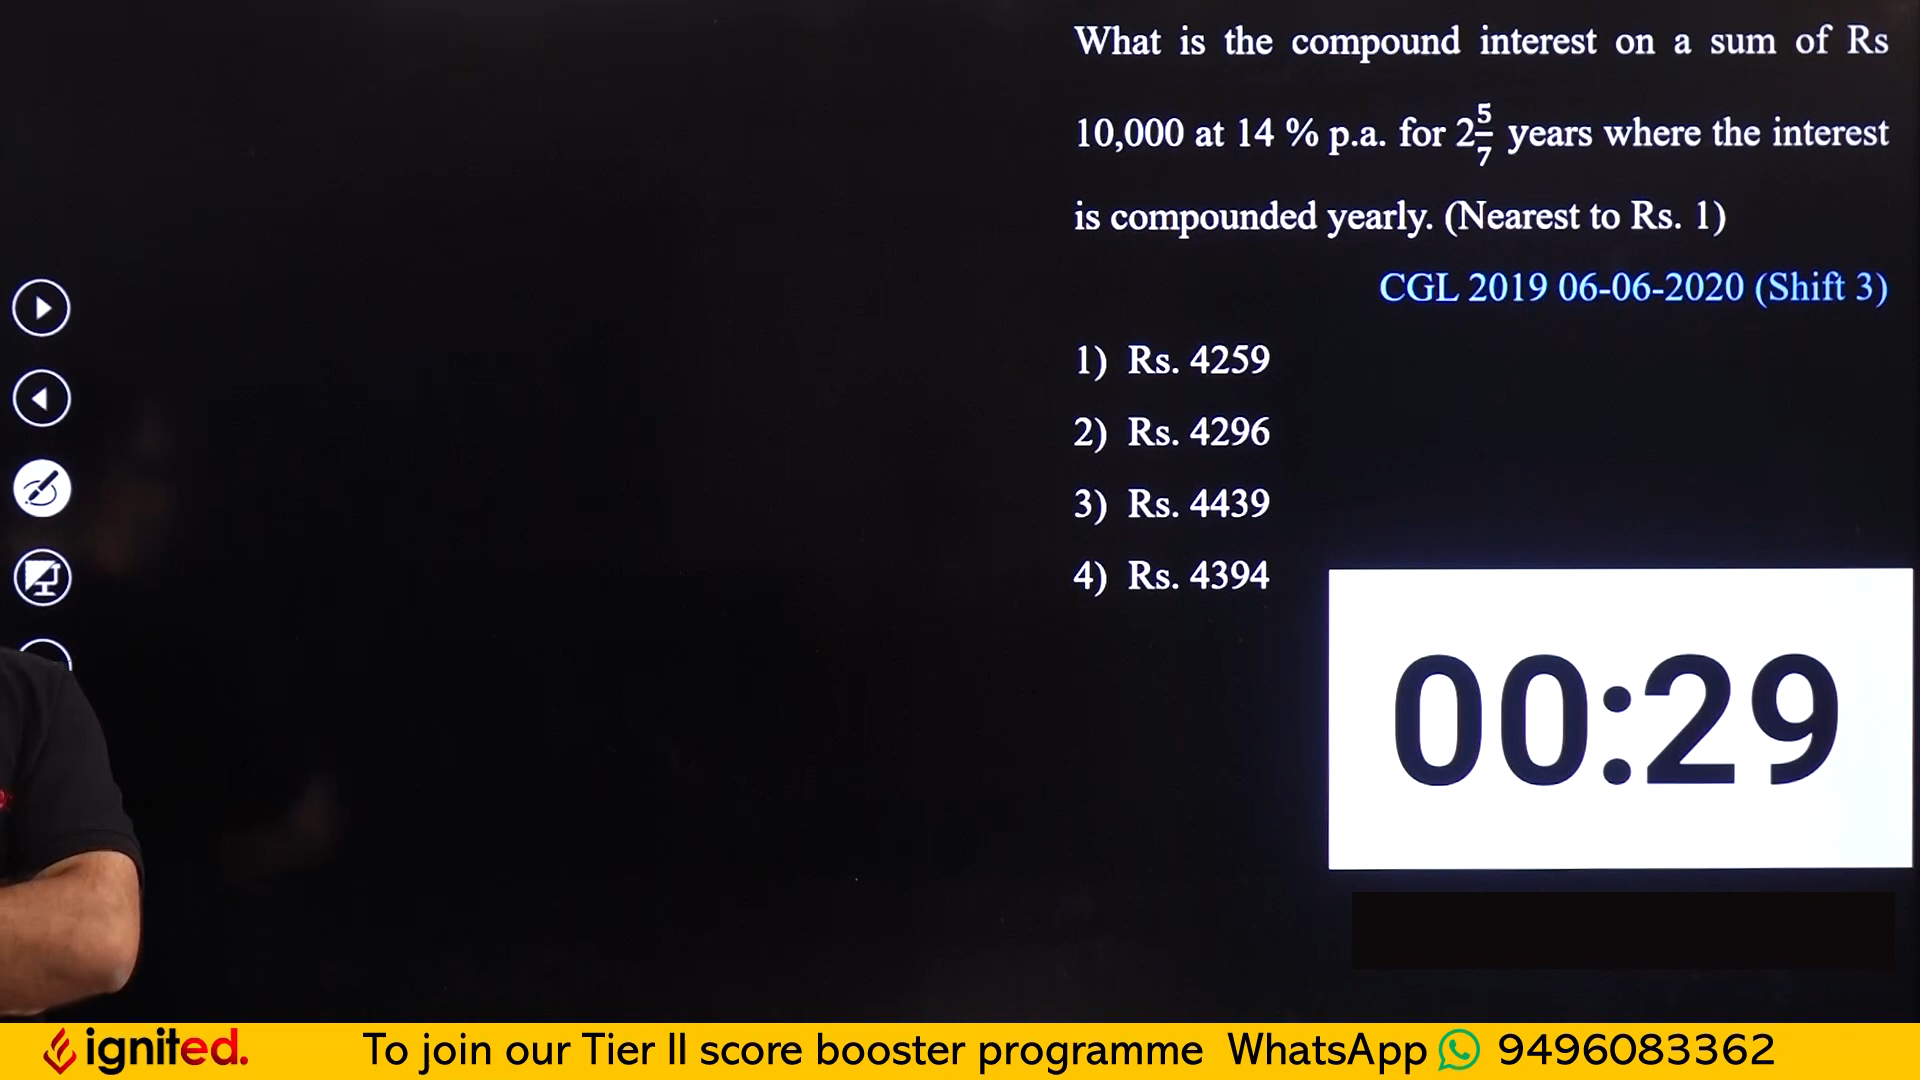 What is the compound interest on a sum of Rs
10,000 at 14 % p.a. for 2 5/7 years where the interest
is compounded yearly. (Nearest to Rs. 1)
CGL 2019 06-06-2020 (Shift 3)
1) Rs. 4259
2) Rs. 4296
3) Rs. 4439
4) Rs. 4394
00:29
ignited.
To join our Tier II score booster programme WhatsApp 9496083362